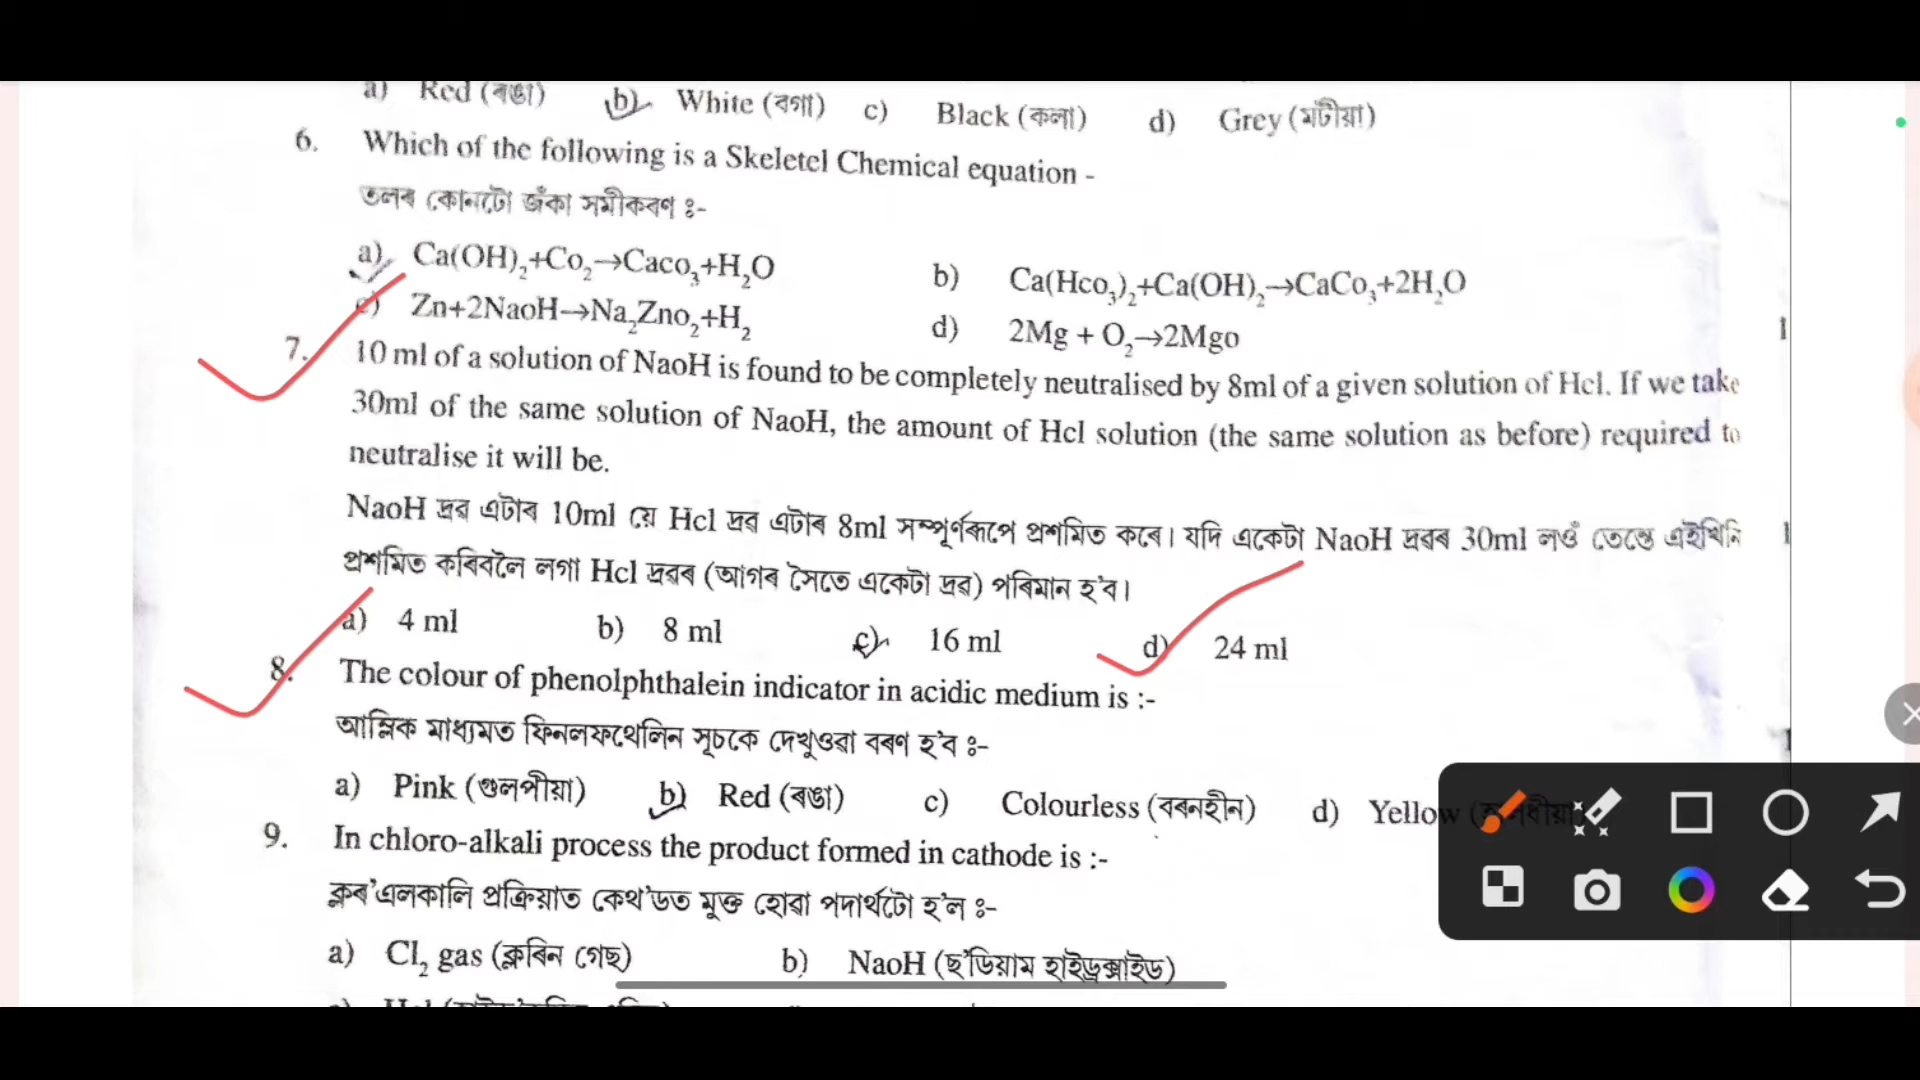 a) Red (ৰঙা) b) White (বগা) c) Black (কলা) d) Grey (মটীয়া)
6. Which of the following is a Skeletel Chemical equation -
তলৰ কোনটো জঁকা সমীকৰণ ঃ-
a) Ca(OH)₂+Co₂→Caco₃+H₂O b) Ca(Hco₃)₂+Ca(OH)₂→CaCo₃+2H₂O
c) Zn+2NaoH→Na₂Zno₂+H₂ d) 2Mg + O₂→2Mgo 1
7. 10 ml of a solution of NaoH is found to be completely neutralised by 8ml of a given solution of Hcl. If we take
30ml of the same solution of NaoH, the amount of Hcl solution (the same solution as before) required to
neutralise it will be.
NaoH দ্ৰৱ এটাৰ 10ml য়ে Hcl দ্ৰৱ এটাৰ 8ml সম্পূৰ্ণৰূপে প্ৰশমিত কৰে। যদি একেটা NaoH দ্ৰৱৰ 30ml লওঁ তেন্তে এইখিনি 1
প্ৰশমিত কৰিবলৈ লগা Hcl দ্ৰৱৰ (আগৰ সৈতে একেটা দ্ৰৱ) পৰিমান হ'ব।
a) 4 ml b) 8 ml c) 16 ml d) 24 ml
8. The colour of phenolphthalein indicator in acidic medium is :-
আম্লিক মাধ্যমত ফিনলফথেলিন সূচকে দেখুওৱা বৰণ হ'ব ঃ-
a) Pink (গুলপীয়া) b) Red (ৰঙা) c) Colourless (বৰনহীন) d) Yellow
9. In chloro-alkali process the product formed in cathode is :-
ক্লৰ'এলকালি প্ৰক্ৰিয়াত কেথ'ডত মুক্ত হোৱা পদাৰ্থটো হ'ল ঃ-
a) Cl₂ gas (ক্লৰিন গেছ) b) NaoH (ছ'ডিয়াম হাইড্ৰক্সাইড)